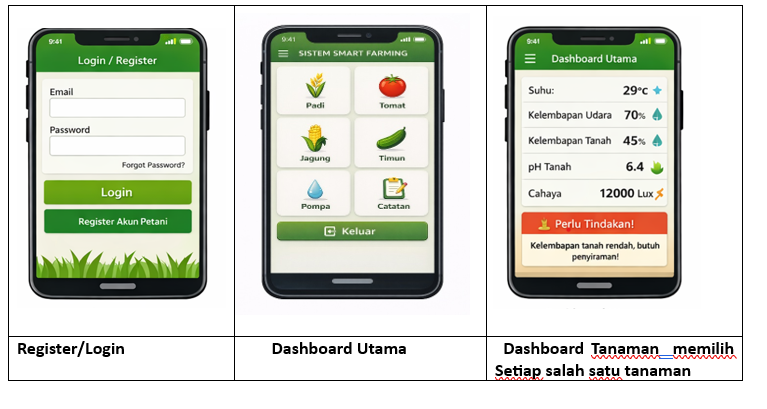 9:41
Login / Register
Email
Password
Forgot Password?
Login
Register Akun Petani
Register/Login
9:41
SISTEM SMART FARMING
Padi
Tomat
Jagung
Timun
Pompa
Catatan
Keluar
Dashboard Utama
9:41
Dashboard Utama
Suhu: 29°C
Kelembapan Udara 70%
Kelembapan Tanah 45%
pH Tanah 6.4
Cahaya 12000 Lux
Perlu Tindakan!
Kelembapan tanah rendah, butuh
penyiraman!
Dashboard Tanaman memilih
Setiap salah satu tanaman